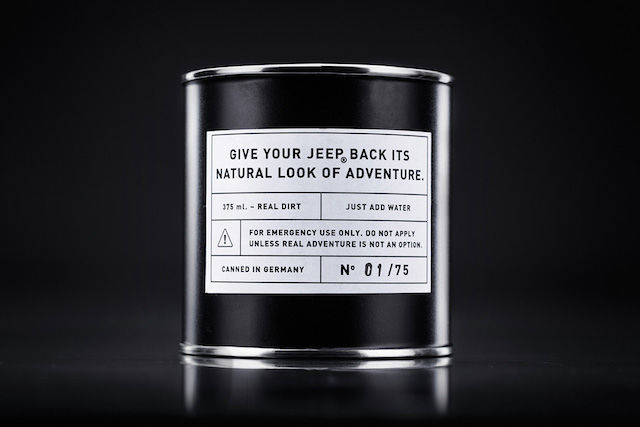 GIVE YOUR JEEP® BACK ITS
NATURAL LOOK OF ADVENTURE.
375 ml. – REAL DIRT
JUST ADD WATER
FOR EMERGENCY USE ONLY. DO NOT APPLY
UNLESS REAL ADVENTURE IS NOT AN OPTION.
CANNED IN GERMANY
Nº 01/75